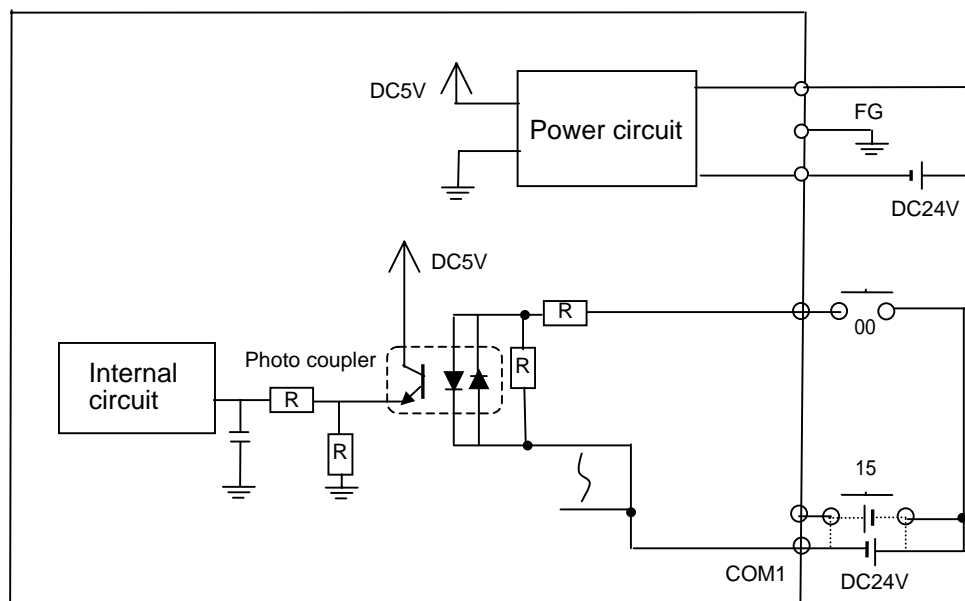 DC5V
Power circuit
FG
DC24V
DC5V
R
00
Photo coupler
R
Internal
circuit
R
R
15
COM1
DC24V